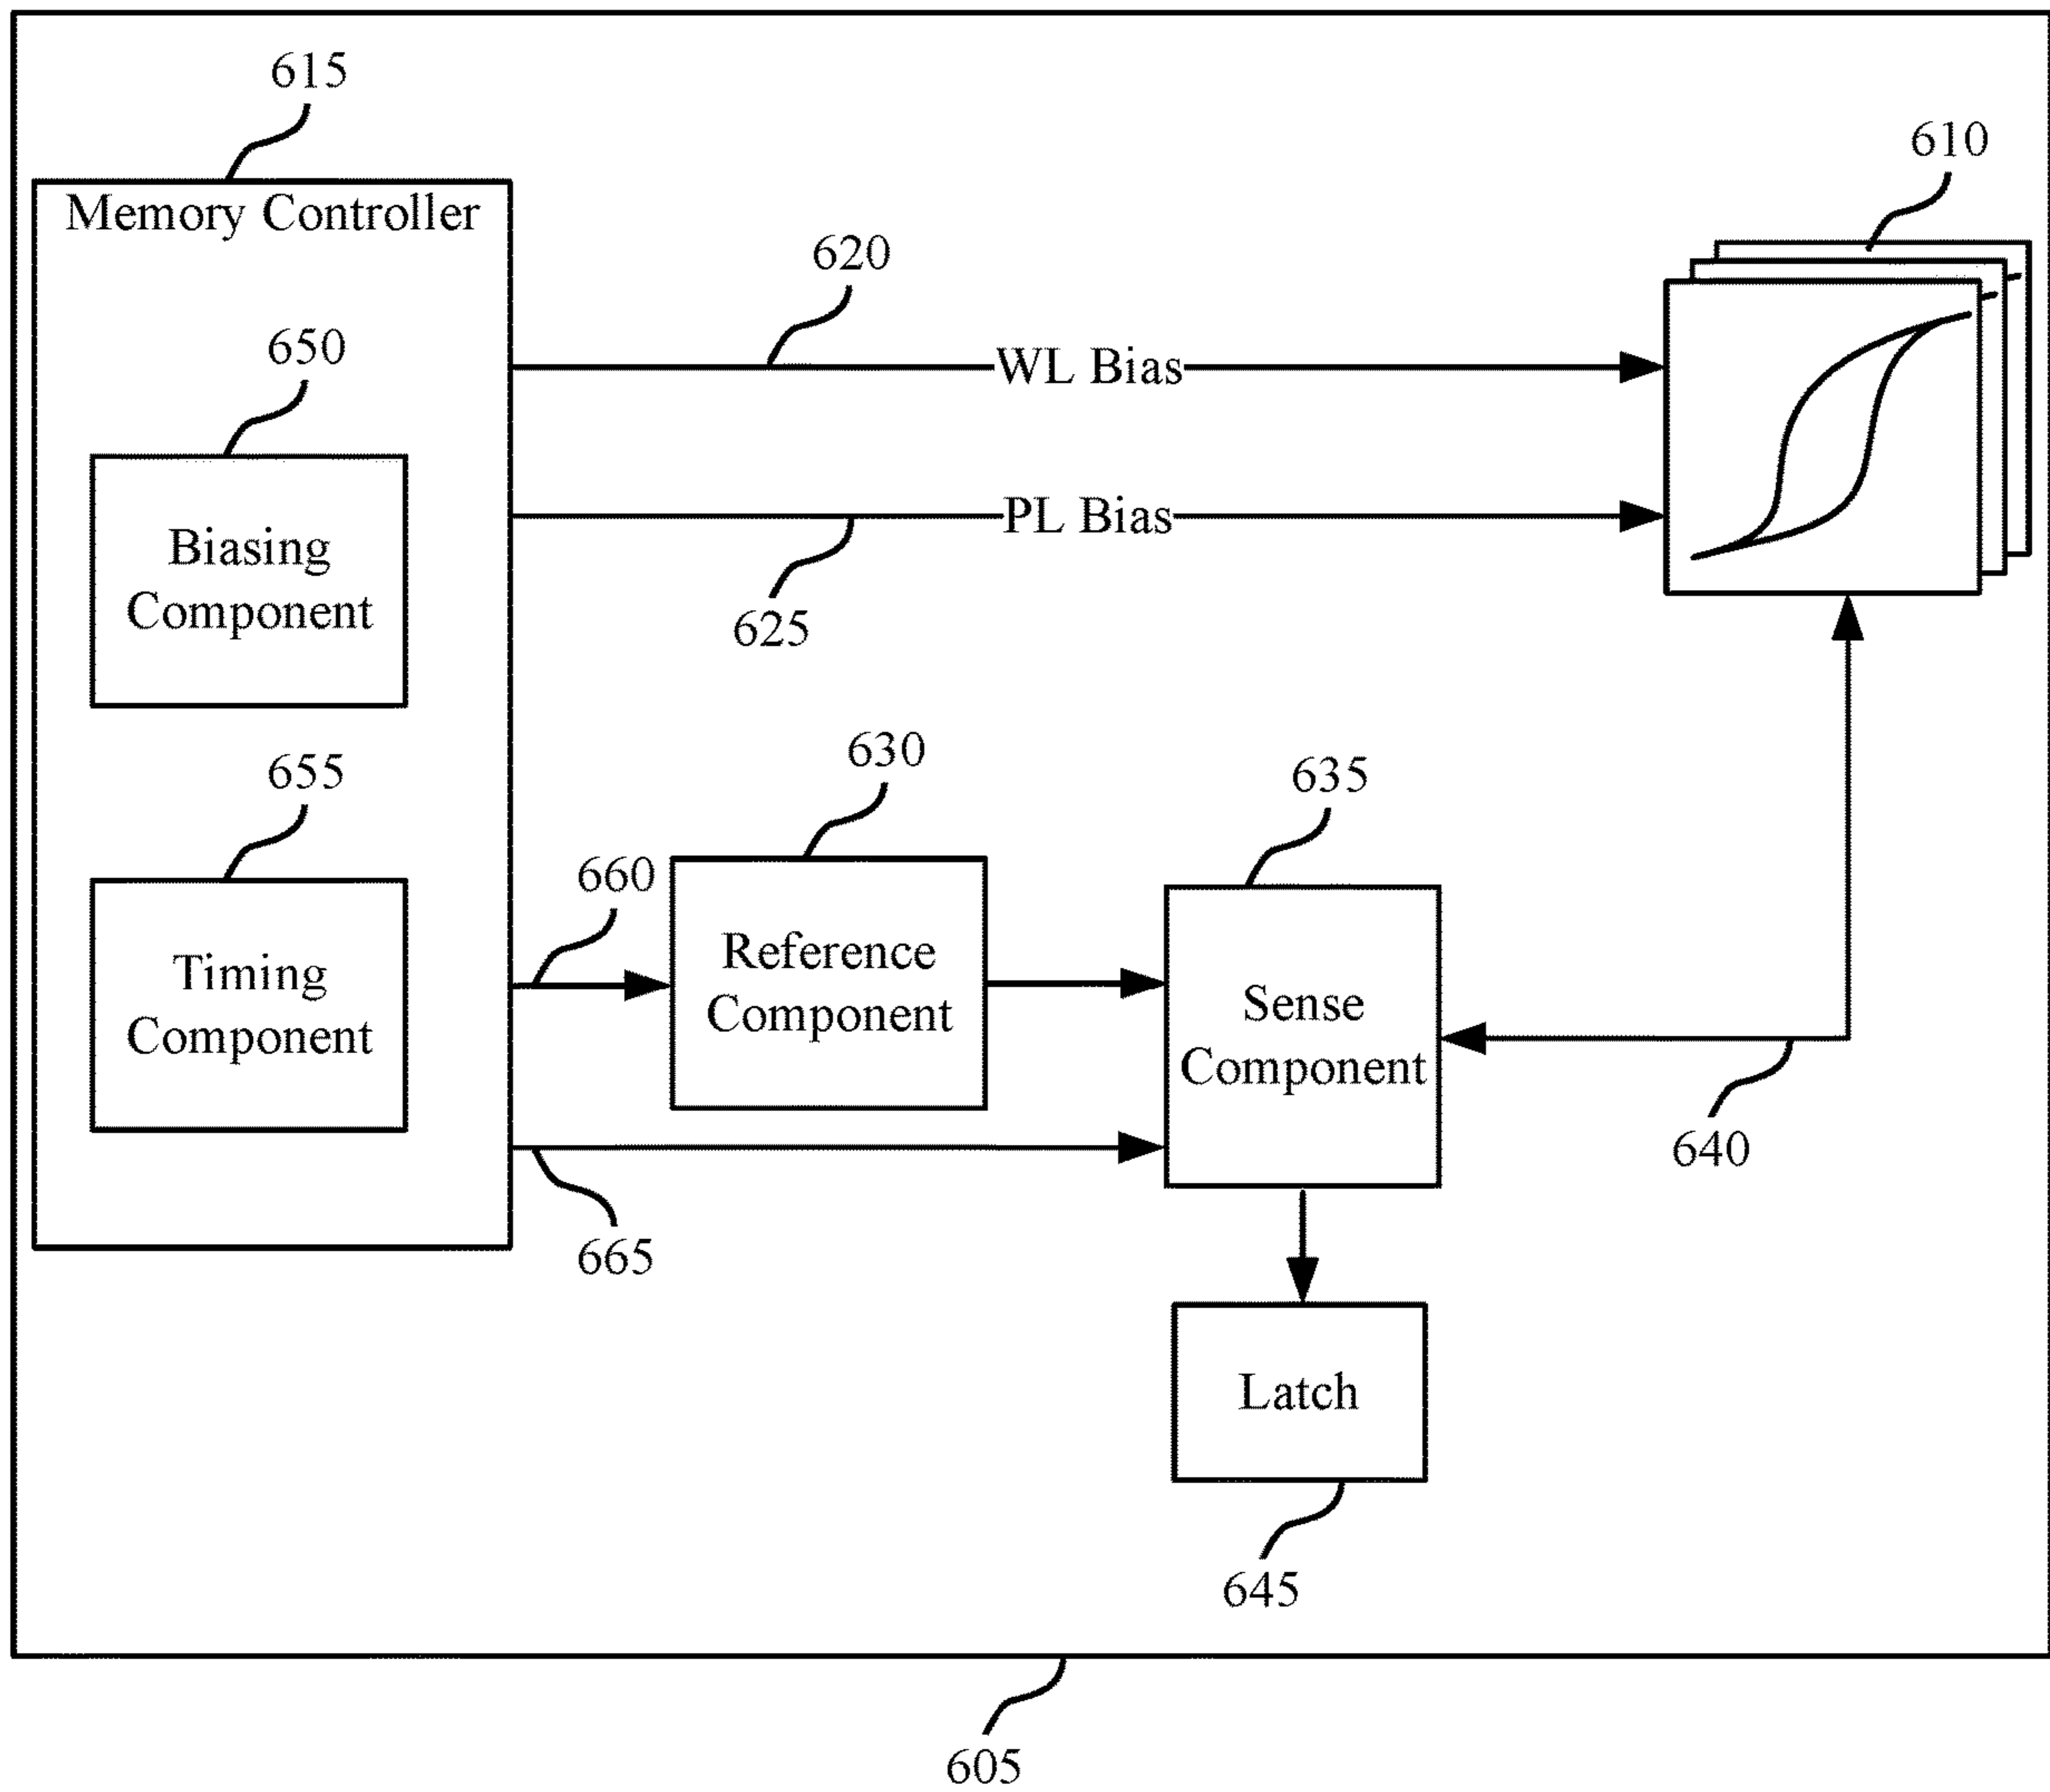 615
610
Memory Controller
620
650
WL Bias
PL Bias
Biasing
Component
625
630
655
635
660
Reference
Component
Timing
Component
Sense
Component
640
665
Latch
645
605